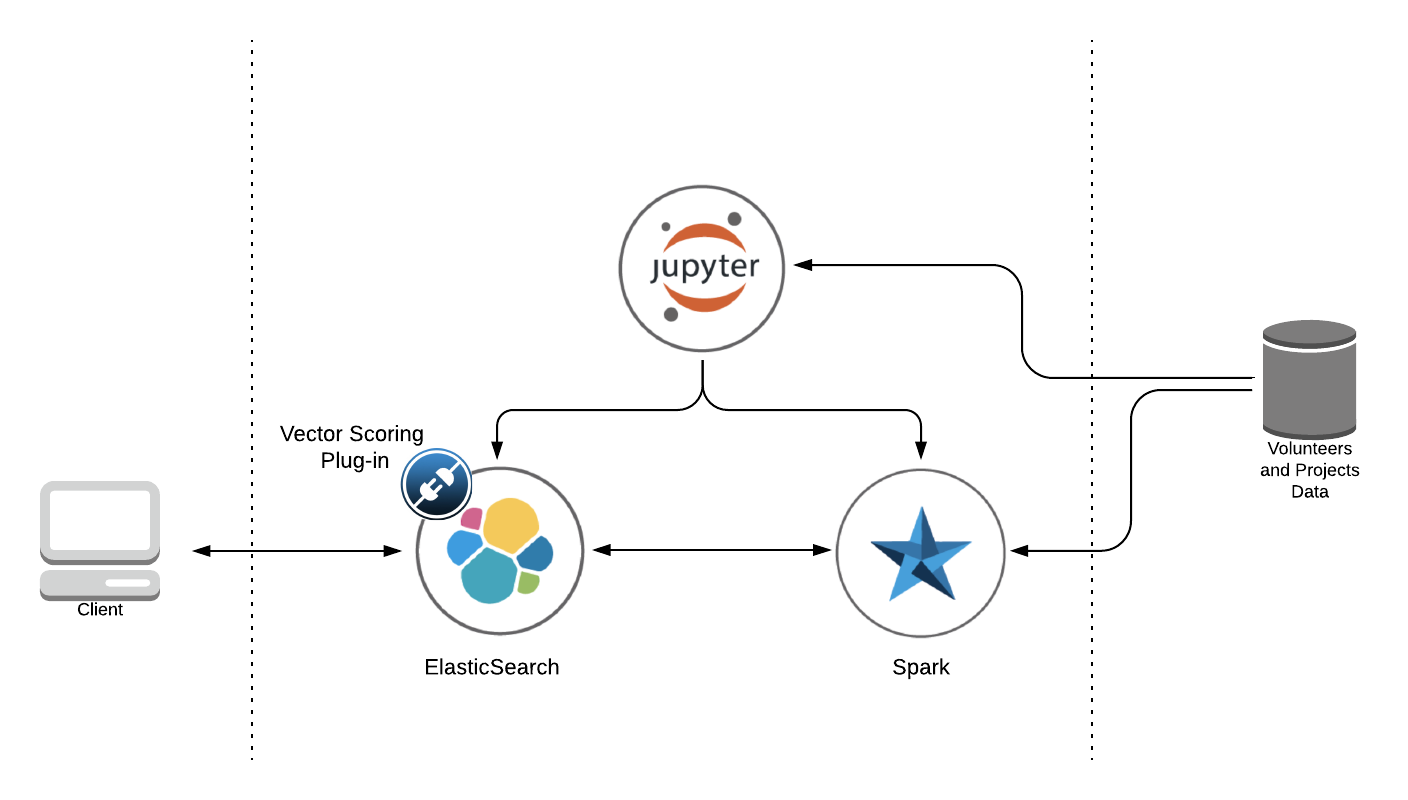 jupyter
Vector Scoring
Plug-in
Volunteers
and Projects
Data
Client
ElasticSearch
Spark